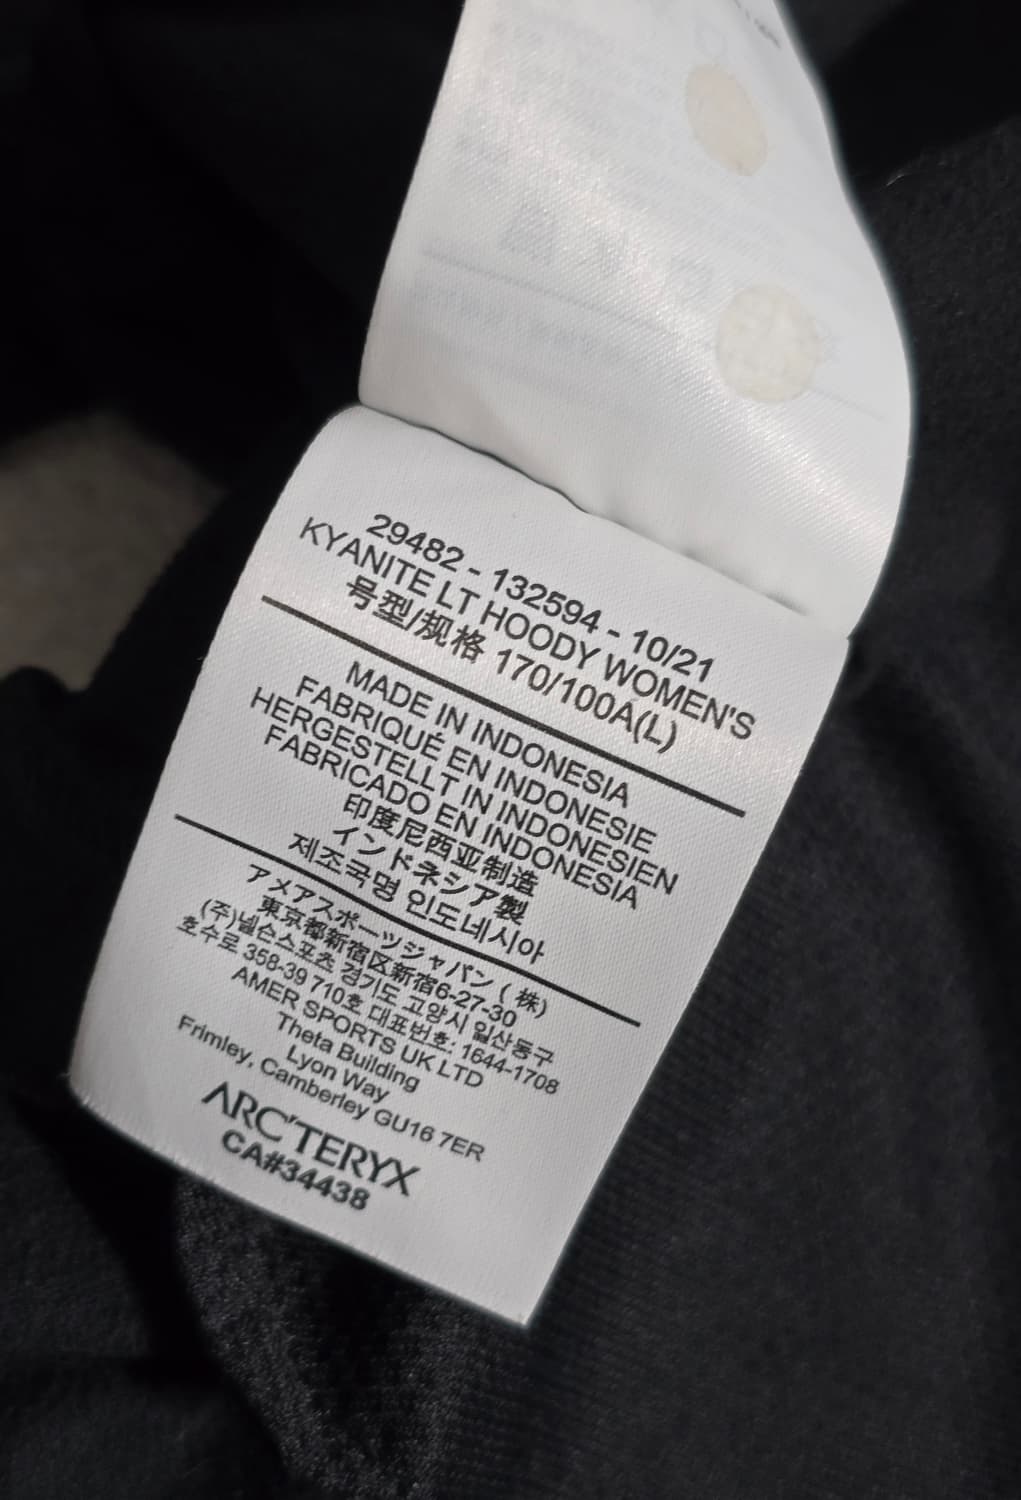 29482 - 132594 - 10/21
KYANITE LT HOODY WOMEN'S
号型/规格 170/100A(L)
MADE IN INDONESIA
FABRIQUÉ EN INDONESIE
HERGESTELLT IN INDONESIEN
FABRICADO EN INDONESIA
印度尼西亚制造
インドネシア製
제조국명 인도네시아
アメアスポーツジャパン ( 株)
東京都新宿区新宿6-27-30
(주)넬슨스포츠 경기도 고양시 일산동구
호수로 358-39 710호 대표번호: 1644-1708
AMER SPORTS UK LTD
Theta Building
Lyon Way
Frimley, Camberley GU16 7ER
ARC'TERYX
CA#34438